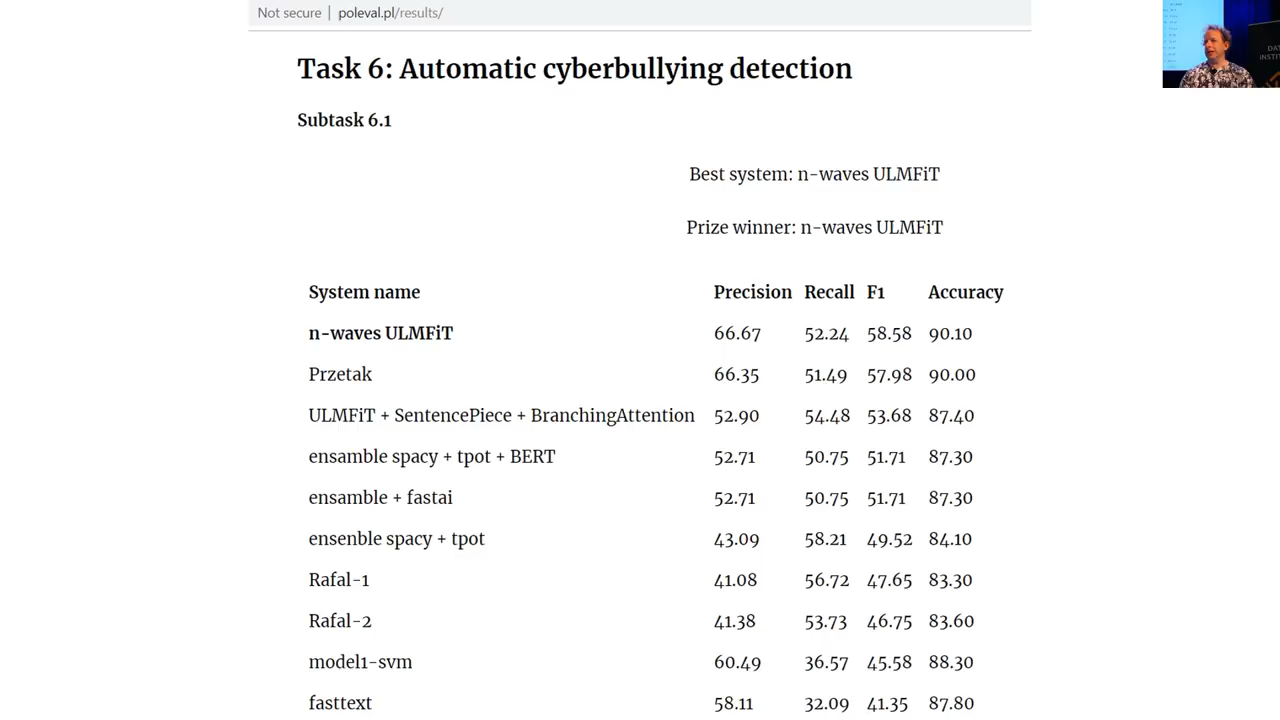 Not secure | poleval.pl/results/
Task 6: Automatic cyberbullying detection
Subtask 6.1
Best system: n-waves ULMFiT
Prize winner: n-waves ULMFiT
System name Precision Recall F1 Accuracy
n-waves ULMFiT 66.67 52.24 58.58 90.10
Przetak 66.35 51.49 57.98 90.00
ULMFiT + SentencePiece + BranchingAttention 52.90 54.48 53.68 87.40
ensamble spacy + tpot + BERT 52.71 50.75 51.71 87.30
ensamble + fastai 52.71 50.75 51.71 87.30
ensenble spacy + tpot 43.09 58.21 49.52 84.10
Rafal-1 41.08 56.72 47.65 83.30
Rafal-2 41.38 53.73 46.75 83.60
model1-svm 60.49 36.57 45.58 88.30
fasttext 58.11 32.09 41.35 87.80